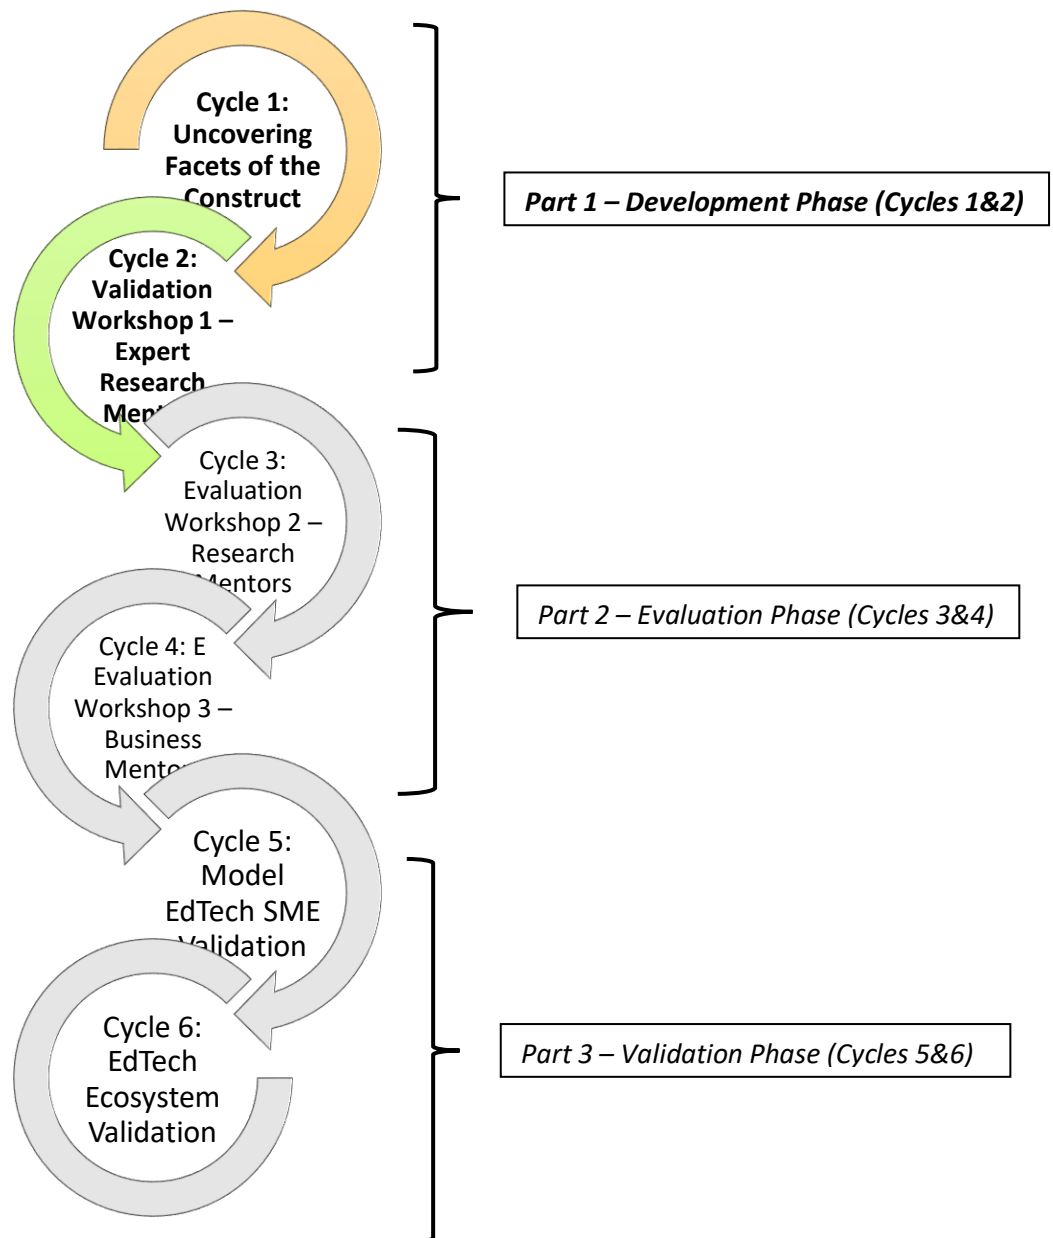 Cycle 1:
Uncovering
Facets of the
Construct
Part 1 – Development Phase (Cycles 1&2)
Cycle 2:
Validation
Workshop 1 –
Expert
Research
Cycle 3:
Evaluation
Workshop 2 –
Research
Mentors
Part 2 – Evaluation Phase (Cycles 3&4)
Cycle 4: E
Evaluation
Workshop 3 –
Business
Cycle 5:
Model
EdTech SME
Validation
Part 3 – Validation Phase (Cycles 5&6)
Cycle 6:
EdTech
Ecosystem
Validation